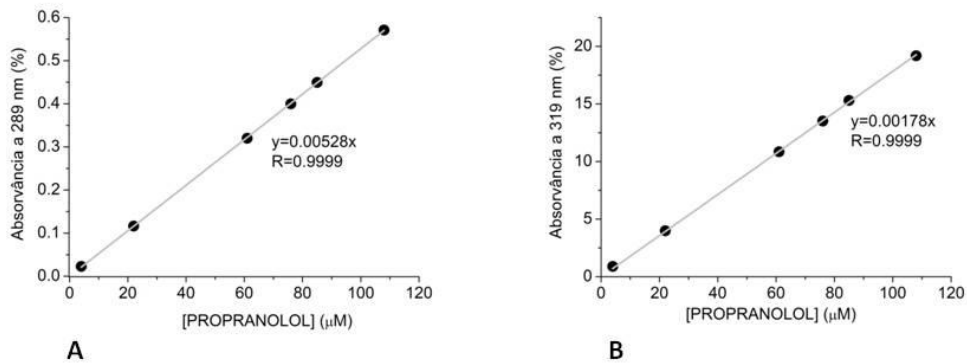 Absorvância a 289 nm (%)
0.6
0.5
0.4
0.3
0.2
0.1
0.0
y=0.00528x
R=0.9999
0 20 40 60 80 100 120
[PROPRANOLOL] (μM)
A
Absorvância a 319 nm (%)
20
15
10
5
0
y=0.00178x
R=0.9999
0 20 40 60 80 100 120
[PROPRANOLOL] (μM)
B